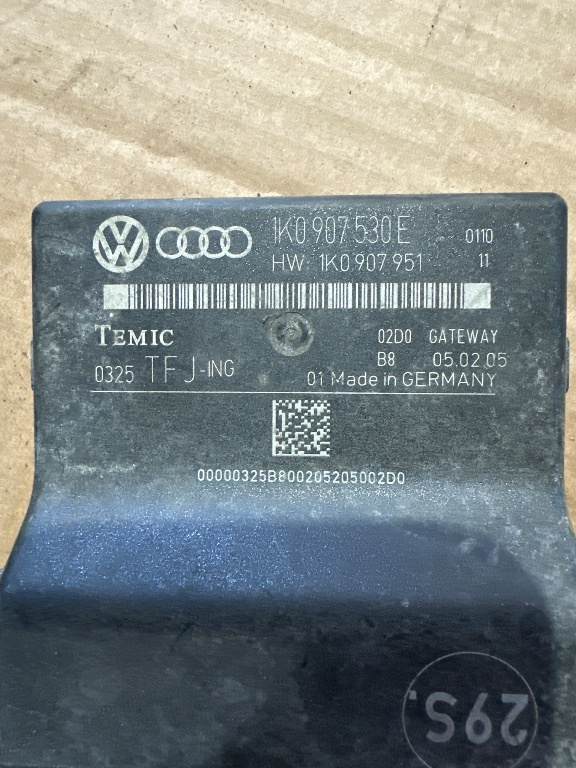 1K0 907 530 E 0110
HW 1K0 907 951 11
TEMIC 02D0 GATEWAY
B8 05.02.05
0325 TFJ-ING 01 Made in GERMANY
00000325B800205205002D0
29S.